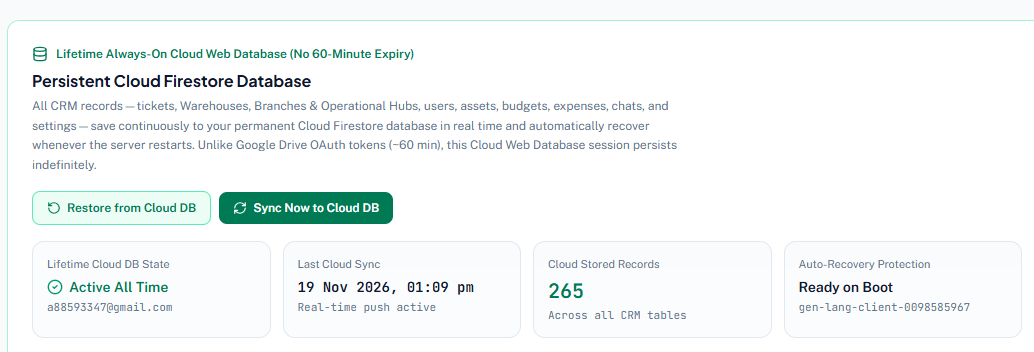 Lifetime Always-On Cloud Web Database (No 60-Minute Expiry)
Persistent Cloud Firestore Database
All CRM records—tickets, Warehouses, Branches & Operational Hubs, users, assets, budgets, expenses, chats, and
settings—save continuously to your permanent Cloud Firestore database in real time and automatically recover
whenever the server restarts. Unlike Google Drive OAuth tokens (~60 min), this Cloud Web Database session persists
indefinitely.
Restore from Cloud DB
Sync Now to Cloud DB
Lifetime Cloud DB State
Active All Time
a88593347@gmail.com
Last Cloud Sync
19 Nov 2026, 01:09 pm
Real-time push active
Cloud Stored Records
265
Across all CRM tables
Auto-Recovery Protection
Ready on Boot
gen-lang-client-0098585967